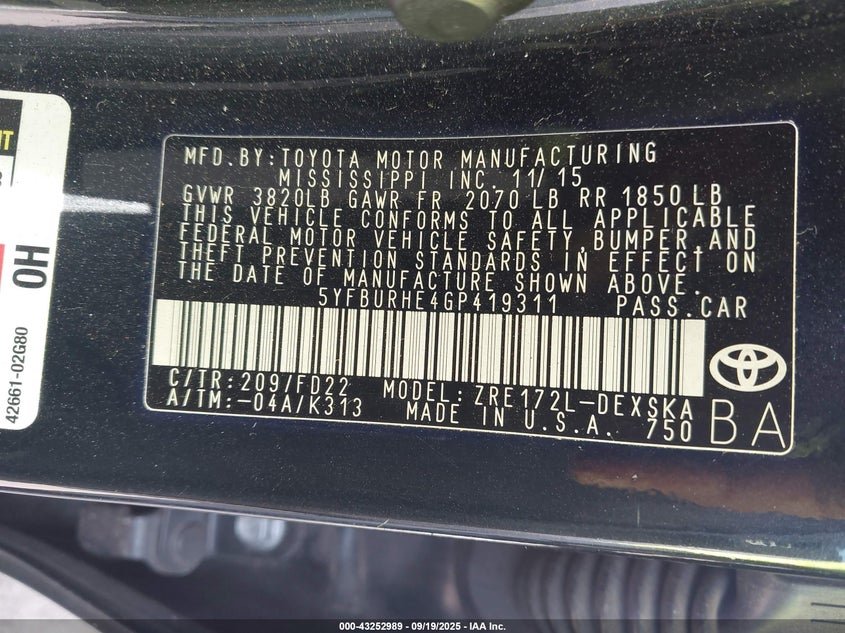 MFD.BY:TOYOTA MOTOR MANUFACTURING
MISSISSIPPI INC. 11/15
GVWR 3820LB GAWR FR 2070 LB RR 1850 LB
THIS VEHICLE CONFORMS TO ALL APPLICABLE
FEDERAL MOTOR VEHICLE SAFETY,BUMPER,AND
THEFT PREVENTION STANDARDS IN EFFECT ON
THE DATE OF MANUFACTURE SHOWN ABOVE.
5YFBURHE4GP419311 PASS.CAR
C/TR:209/FD22 MODEL:ZRE172L-DEXSKA
A/TM:-04A/K313 MADE IN U.S.A. 750
BA
OH
42661-02G80
000-43252989 - 09/19/2025 - IAA Inc.